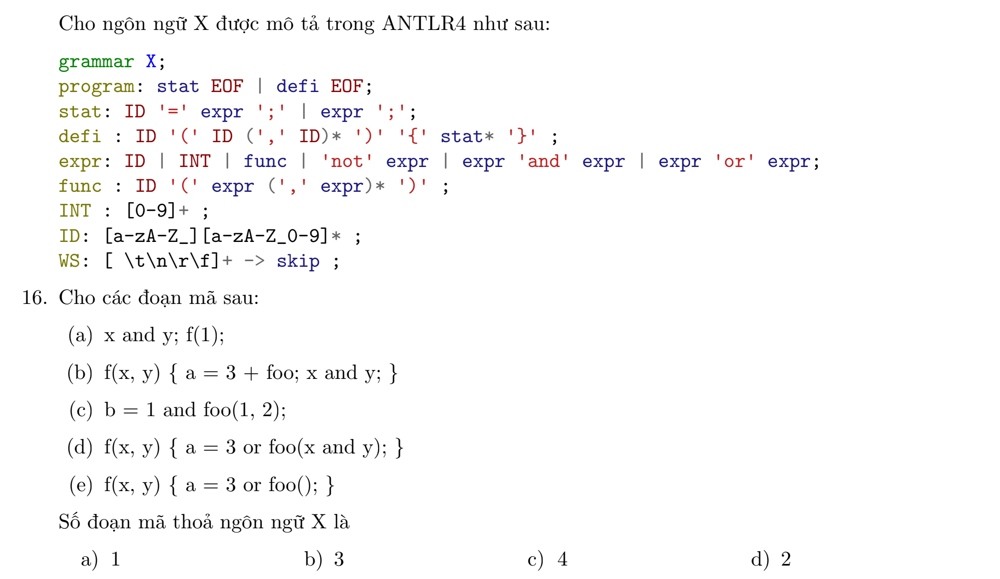 Cho ngôn ngữ X được mô tả trong ANTLR4 như sau:
grammar X;
program: stat EOF | defi EOF;
stat: ID '=' expr ';' | expr ';';
defi : ID '(' ID (',' ID)* ')' '{' stat* '}' ;
expr: ID | INT | func | 'not' expr | expr 'and' expr | expr 'or' expr;
func : ID '(' expr (',' expr)* ')' ;
INT : [0-9]+ ;
ID: [a-zA-Z_][a-zA-Z_0-9]* ;
WS: [ \t\n\r\f]+ -> skip ;
16. Cho các đoạn mã sau:
(a) x and y; f(1);
(b) f(x, y) { a = 3 + foo; x and y; }
(c) b = 1 and foo(1, 2);
(d) f(x, y) { a = 3 or foo(x and y); }
(e) f(x, y) { a = 3 or foo(); }
Số đoạn mã thoả ngôn ngữ X là
a) 1 b) 3 c) 4 d) 2